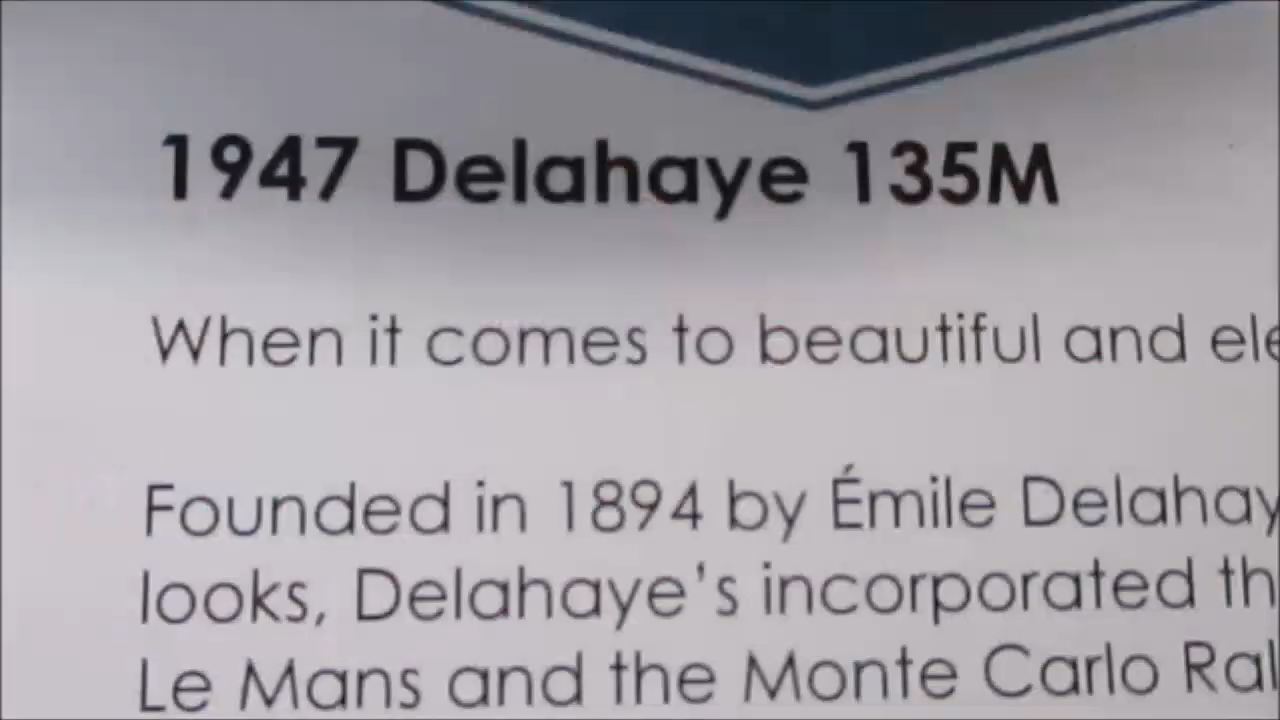 1947 Delahaye 135M
When it comes to beautiful and
Founded in 1894 by Émile
looks, Delahaye's incorporated
Le Mans and the Monte Carlo